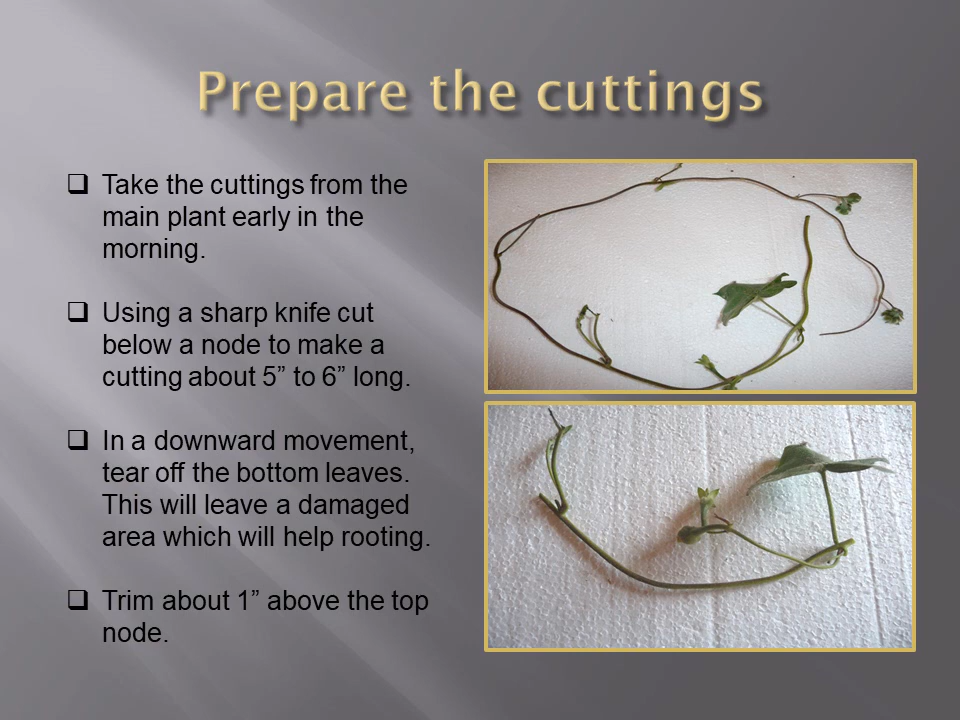 Prepare the cuttings
Take the cuttings from the
main plant early in the
morning.
Using a sharp knife cut
below a node to make a
cutting about 5” to 6” long.
In a downward movement,
tear off the bottom leaves.
This will leave a damaged
area which will help rooting.
Trim about 1” above the top
node.